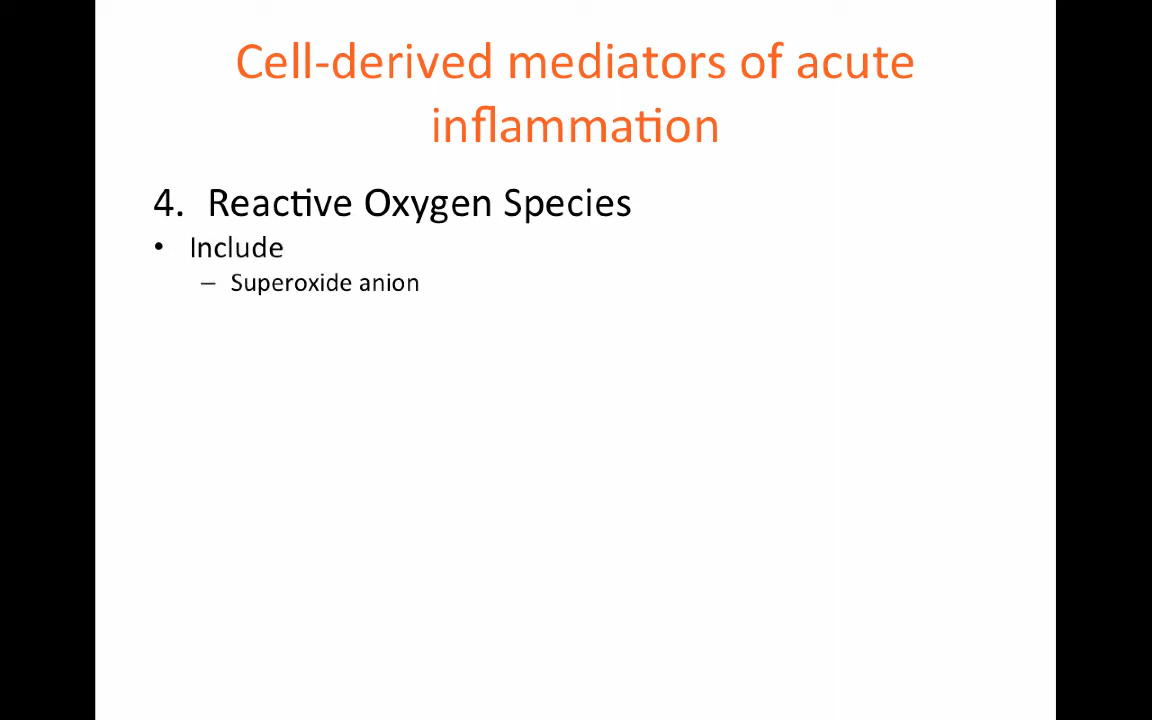 Cell-derived mediators of acute
inflammation
4. Reactive Oxygen Species
• Include
– Superoxide anion